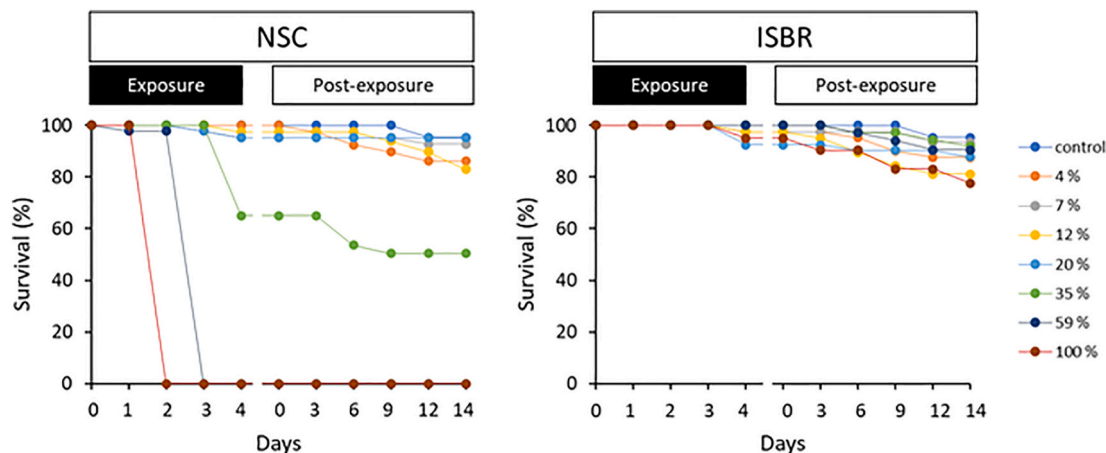 NSC
Exposure
Post-exposure
Survival (%)
100
80
60
40
20
0
0 1 2 3 4 0 3 6 9 12 14
Days
ISBR
Exposure
Post-exposure
Survival (%)
100
80
60
40
20
0
0 1 2 3 4 0 3 6 9 12 14
Days
control
4 %
7 %
12 %
20 %
35 %
59 %
100 %